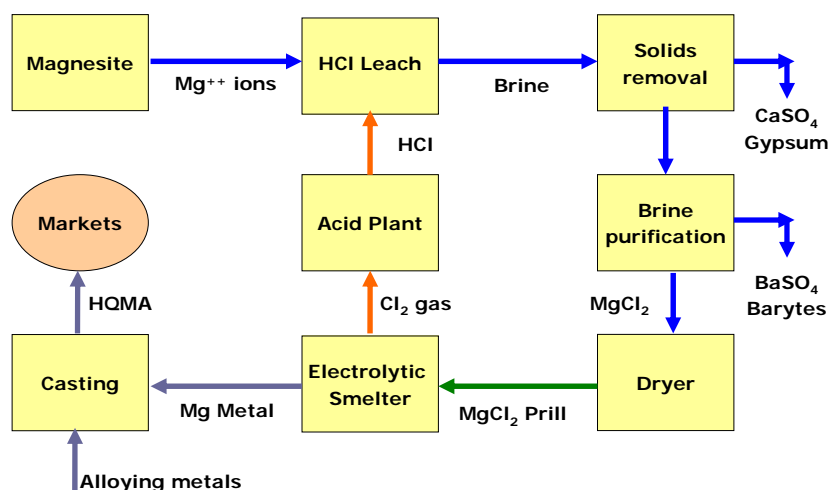 Magnesite
Mg⁺⁺ ions
HCl Leach
Brine
Solids
removal
CaSO₄
Gypsum
HCl
Markets
Acid Plant
Brine
purification
BaSO₄
Barytes
HQMA
Cl₂ gas
MgCl₂
Casting
Mg Metal
Electrolytic
Smelter
MgCl₂ Prill
Dryer
Alloying metals